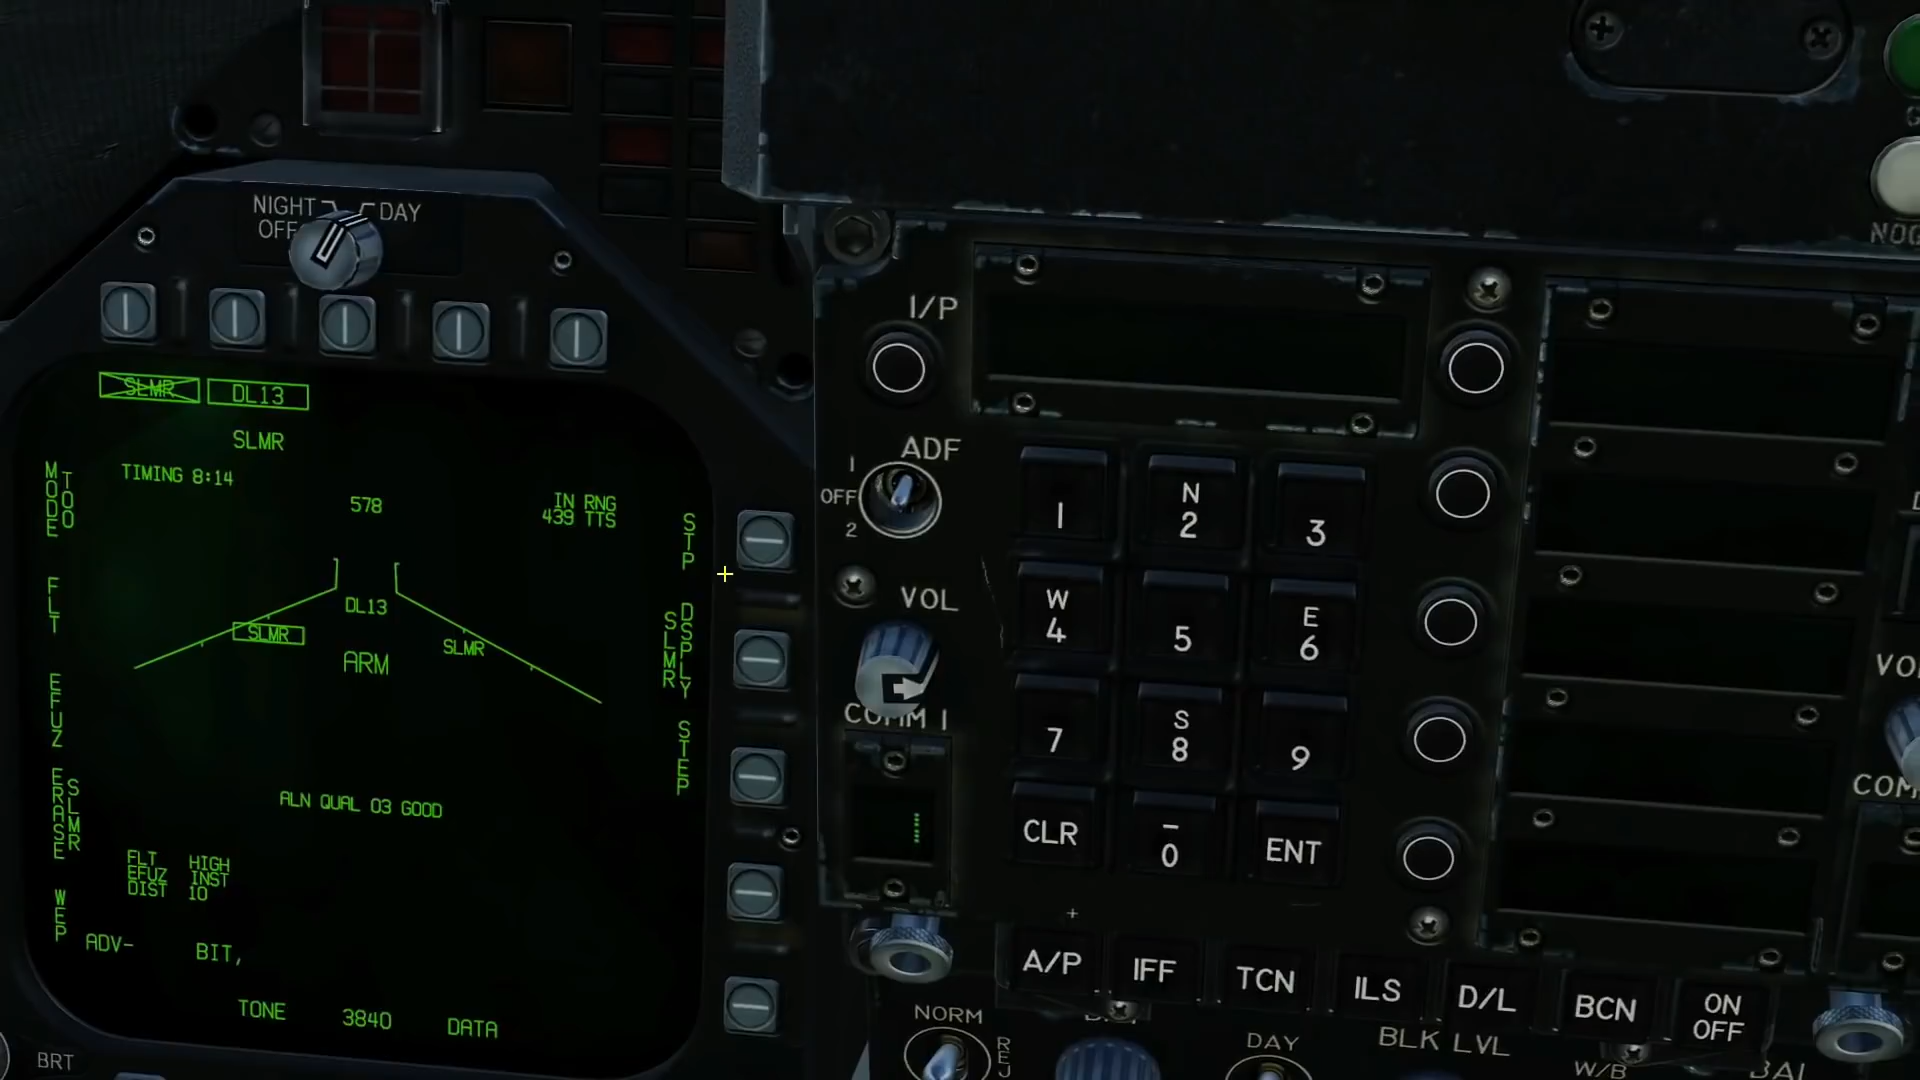 NIGHT
OFF
DAY
SLMR DL13
SLMR
TIMING 8:14
578
IN RNG
439 TTS
MODE
TOO
FLT
EFUZ
ERASE
SLMR
WEP
STP
DSPLY
SLMR
STEP
DL13
SLMR
SLMR
ARM
ALN QUAL 03 GOOD
FLT HIGH
EFUZ INST
DIST 10
ADV- BIT,
TONE 3840 DATA
BRT
I/P
ADF
1
OFF
2
VOL
COMM 1
1
N
2
3
W
4
5
E
6
7
S
8
9
CLR
–
0
ENT
A/P
IFF
TCN
ILS
D/L
BCN
ON
OFF
NORM
REJ
DAY
BLK LVL
W/B